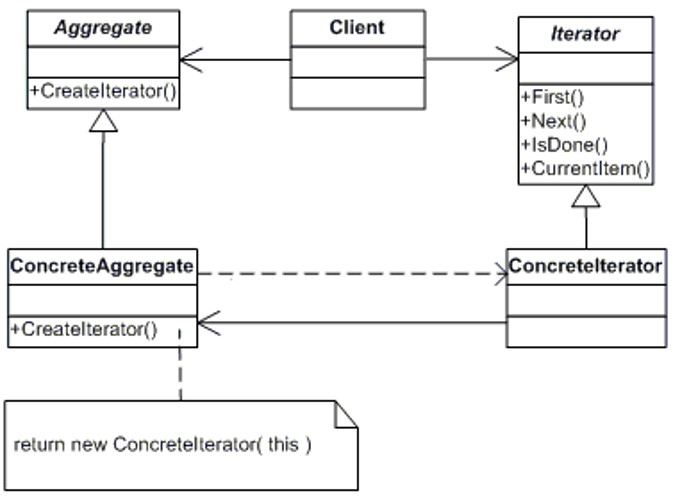 Aggregate
Client
Iterator
+CreateIterator()
+First()
+Next()
+IsDone()
+CurrentItem()
ConcreteAggregate
ConcreteIterator
+CreateIterator()
return new ConcreteIterator( this )